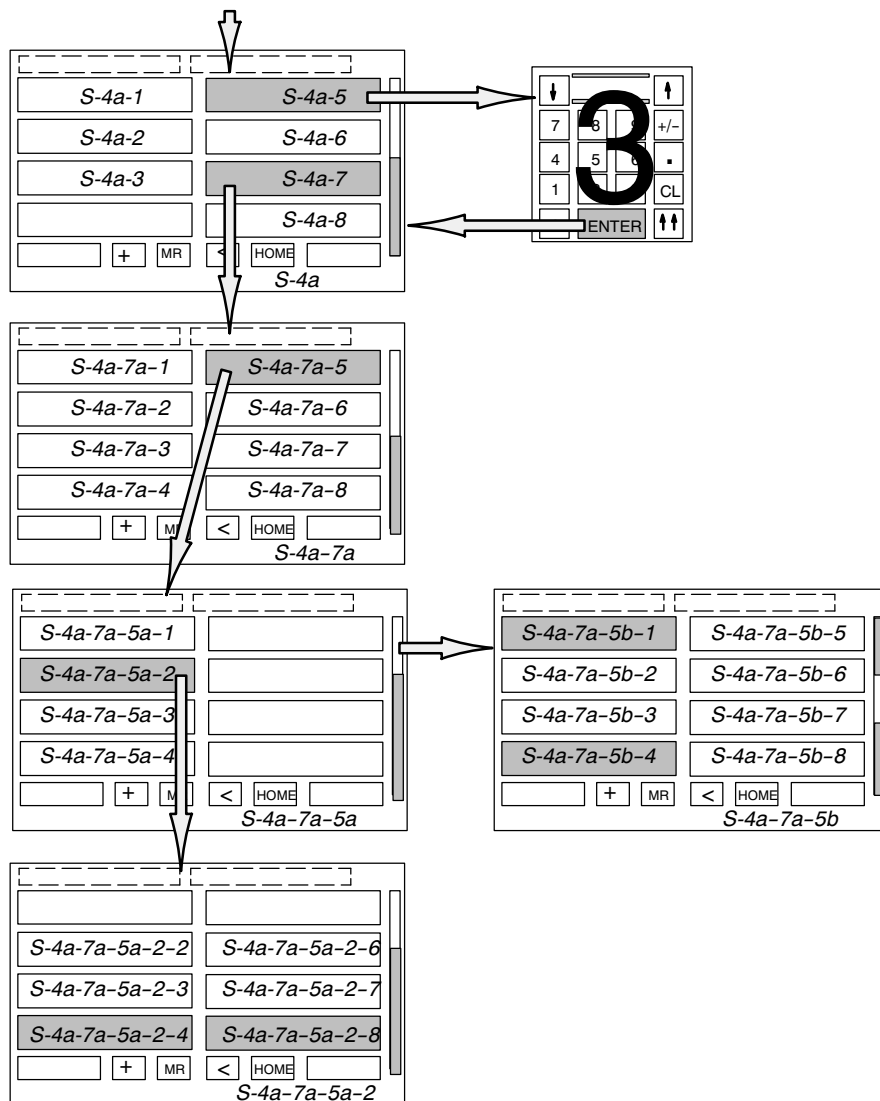 S-4a-1 S-4a-5
S-4a-2 S-4a-6
S-4a-3 S-4a-7
S-4a-8
+ MR < HOME
S-4a
3
7 8 9 +/-
4 5 6 .
1 CL
ENTER
S-4a-7a-1 S-4a-7a-5
S-4a-7a-2 S-4a-7a-6
S-4a-7a-3 S-4a-7a-7
S-4a-7a-4 S-4a-7a-8
+ MR < HOME
S-4a-7a
S-4a-7a-5a-1
S-4a-7a-5a-2
S-4a-7a-5a-3
S-4a-7a-5a-4
+ < HOME
S-4a-7a-5a
S-4a-7a-5b-1 S-4a-7a-5b-5
S-4a-7a-5b-2 S-4a-7a-5b-6
S-4a-7a-5b-3 S-4a-7a-5b-7
S-4a-7a-5b-4 S-4a-7a-5b-8
+ MR < HOME
S-4a-7a-5b
S-4a-7a-5a-2-2 S-4a-7a-5a-2-6
S-4a-7a-5a-2-3 S-4a-7a-5a-2-7
S-4a-7a-5a-2-4 S-4a-7a-5a-2-8
+ MR < HOME
S-4a-7a-5a-2